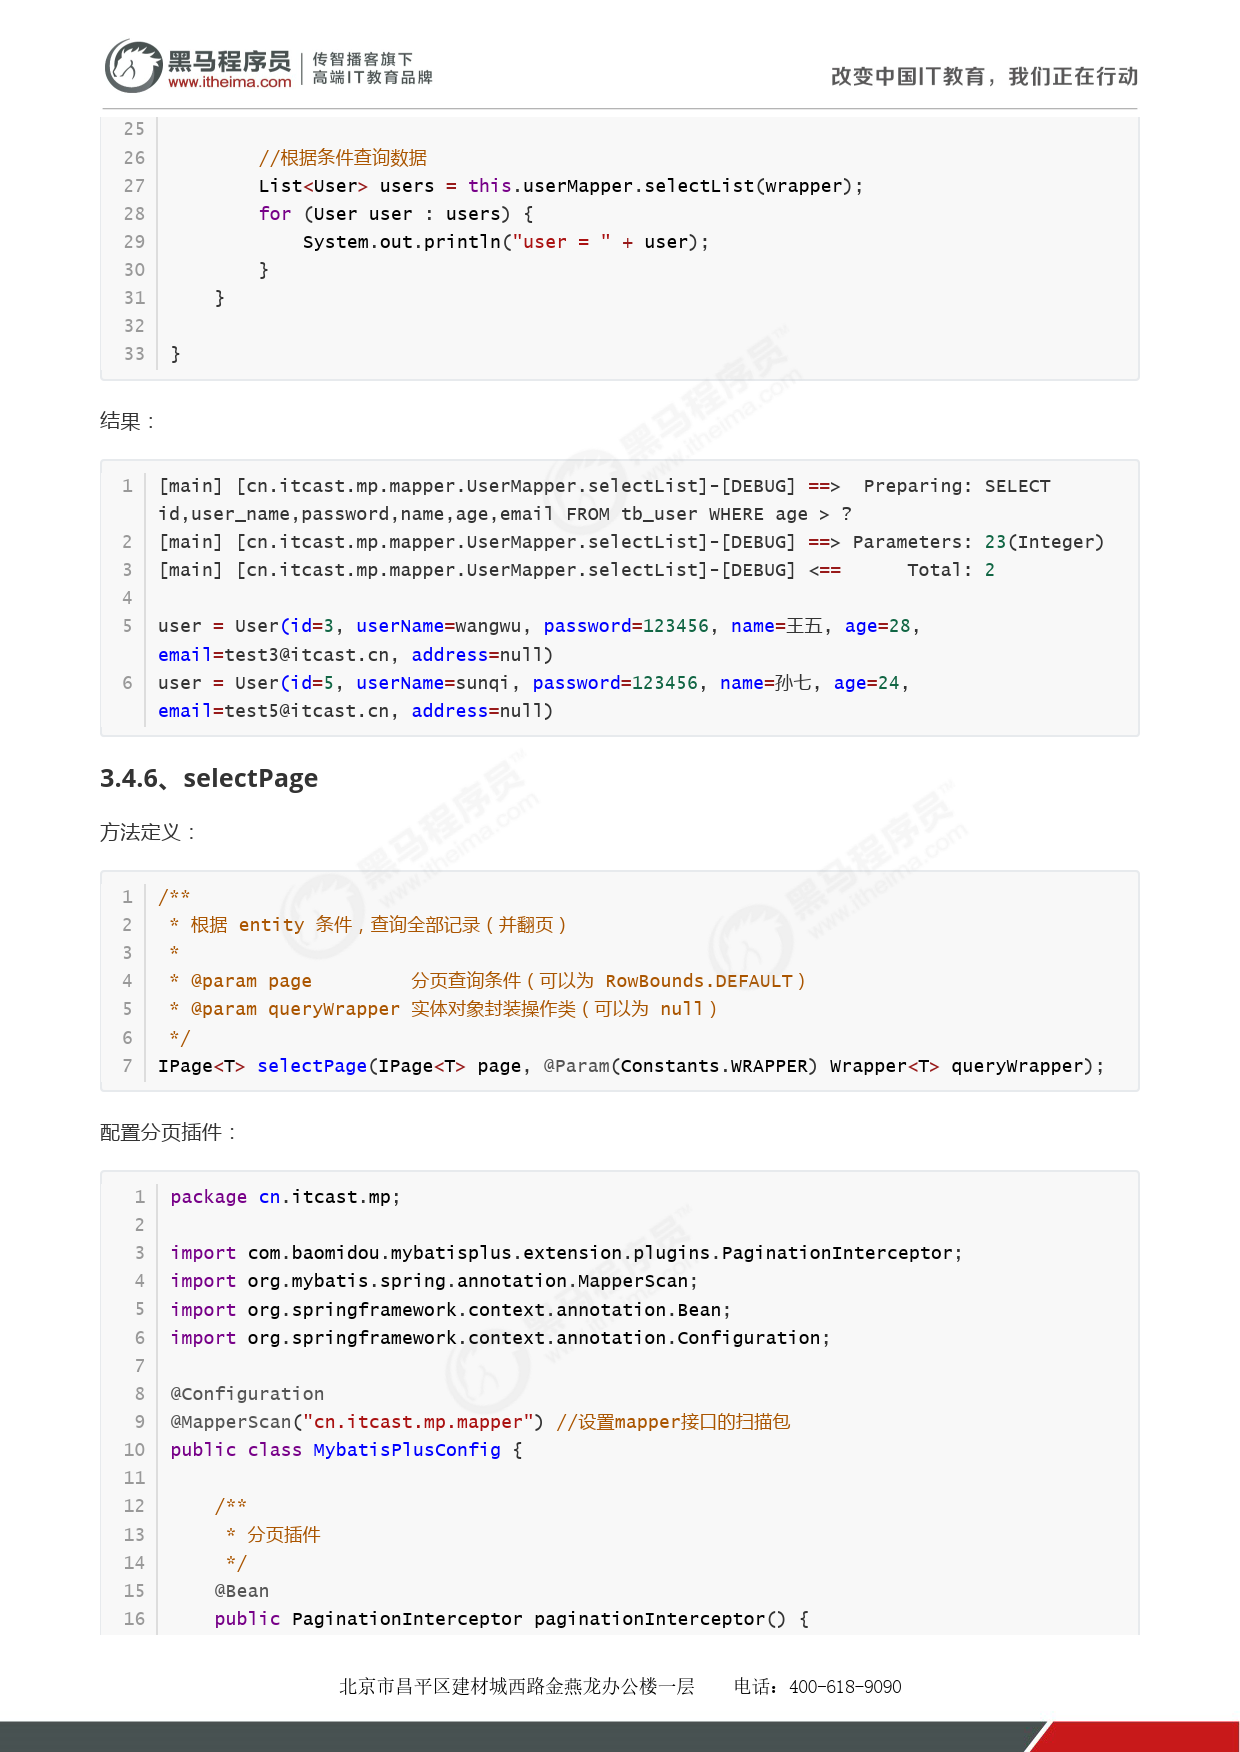 黑马程序员
www.itheima.com
传智播客旗下
高端IT教育品牌
改变中国IT教育，我们正在行动
25
26         //根据条件查询数据
27         List<User> users = this.userMapper.selectList(wrapper);
28         for (User user : users) {
29             System.out.println("user = " + user);
30         }
31     }
32
33 }
结果：
1 [main] [cn.itcast.mp.mapper.UserMapper.selectList]-[DEBUG] ==>  Preparing: SELECT
id,user_name,password,name,age,email FROM tb_user WHERE age > ?
2 [main] [cn.itcast.mp.mapper.UserMapper.selectList]-[DEBUG] ==> Parameters: 23(Integer)
3 [main] [cn.itcast.mp.mapper.UserMapper.selectList]-[DEBUG] <==      Total: 2
4
5 user = User(id=3, userName=wangwu, password=123456, name=王五, age=28,
email=test3@itcast.cn, address=null)
6 user = User(id=5, userName=sunqi, password=123456, name=孙七, age=24,
email=test5@itcast.cn, address=null)
3.4.6、selectPage
方法定义：
1 /**
2  * 根据 entity 条件，查询全部记录（并翻页）
3  *
4  * @param page         分页查询条件（可以为 RowBounds.DEFAULT）
5  * @param queryWrapper 实体对象封装操作类（可以为 null）
6  */
7 IPage<T> selectPage(IPage<T> page, @Param(Constants.WRAPPER) Wrapper<T> queryWrapper);
配置分页插件：
1 package cn.itcast.mp;
2
3 import com.baomidou.mybatisplus.extension.plugins.PaginationInterceptor;
4 import org.mybatis.spring.annotation.MapperScan;
5 import org.springframework.context.annotation.Bean;
6 import org.springframework.context.annotation.Configuration;
7
8 @Configuration
9 @MapperScan("cn.itcast.mp.mapper") //设置mapper接口的扫描包
10 public class MybatisPlusConfig {
11
12     /**
13      * 分页插件
14      */
15     @Bean
16     public PaginationInterceptor paginationInterceptor() {
北京市昌平区建材城西路金燕龙办公楼一层    电话：400-618-9090